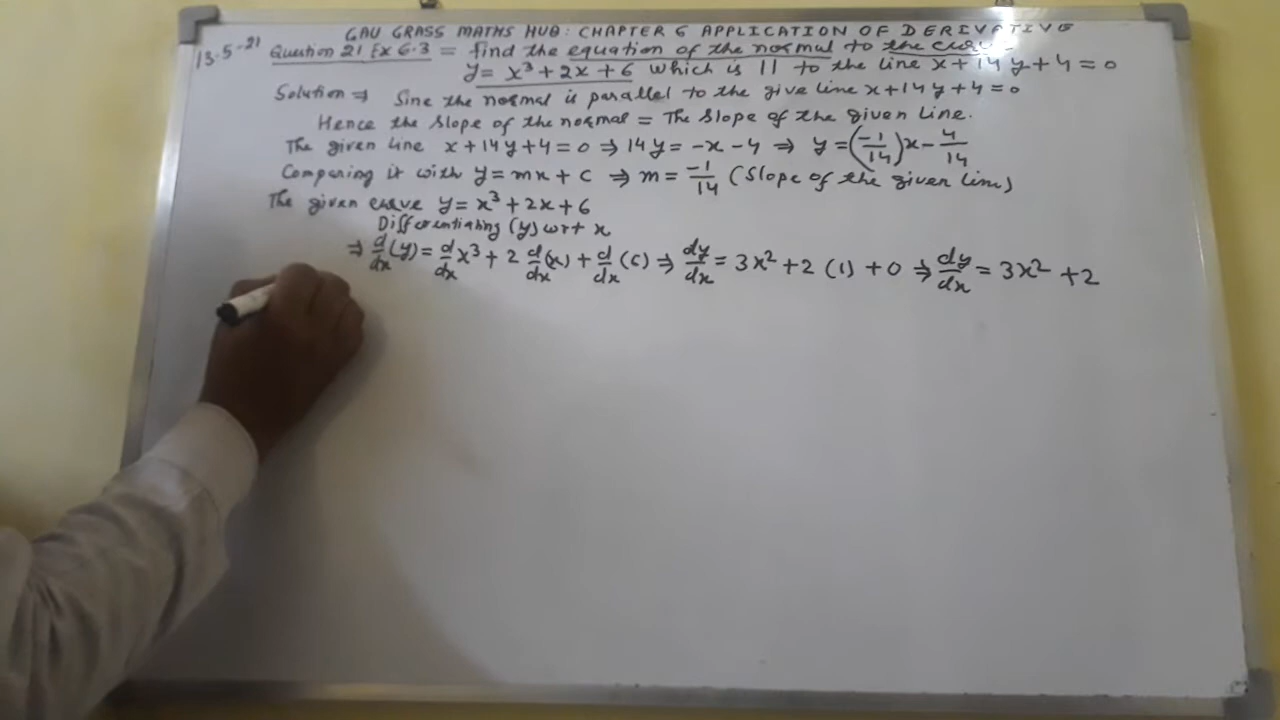 GAU GRASS MATHS HUB: CHAPTER 6 APPLICATION OF DERIVATIVE
13-5-21
Question 21 Ex 6.3 = find the equation of the normal to the curve
y = x³ + 2x + 6 which is || to the line x + 14y + 4 = 0
Solution ⇒ Sine the normal is parallel to the give line x + 14y + 4 = 0
Hence the slope of the normal = The slope of the given line.
The given line x + 14y + 4 = 0 ⇒ 14y = -x - 4 ⇒ y = (-1/14)x - 4/14
Comparing it with y = mx + c ⇒ m = -1/14 (slope of the given line)
The given curve y = x³ + 2x + 6
Differentiating (y) wrt x
⇒ d/dx (y) = d/dx x³ + 2 d/dx (x) + d/dx (6) ⇒ dy/dx = 3x² + 2 (1) + 0 ⇒ dy/dx = 3x² + 2